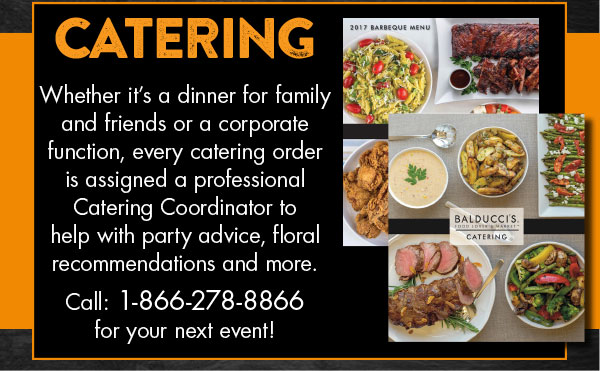 CATERING
Whether it's a dinner for family
and friends or a corporate
function, every catering order
is assigned a professional
Catering Coordinator to
help with party advice, floral
recommendations and more.
Call: 1-866-278-8866
for your next event!
2017 BARBEQUE MENU
BALDUCCI'S
FOOD LOVER'S MARKET
CATERING